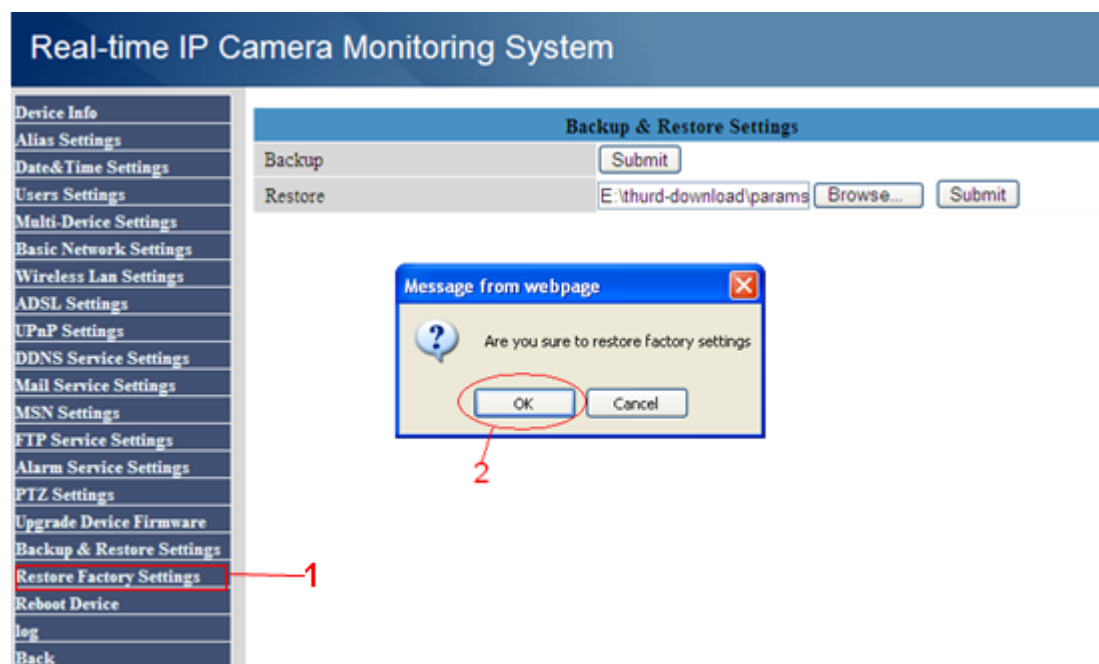 Real-time IP Camera Monitoring System
Device Info
Alias Settings
Date&Time Settings
Users Settings
Multi-Device Settings
Basic Network Settings
Wireless Lan Settings
ADSL Settings
UPnP Settings
DDNS Service Settings
Mail Service Settings
MSN Settings
FTP Service Settings
Alarm Service Settings
PTZ Settings
Upgrade Device Firmware
Backup & Restore Settings
Restore Factory Settings
Reboot Device
log
Back
1
Backup & Restore Settings
Backup Submit
Restore E:\thurd-download\params Browse... Submit
Message from webpage
Are you sure to restore factory settings
OK Cancel
2